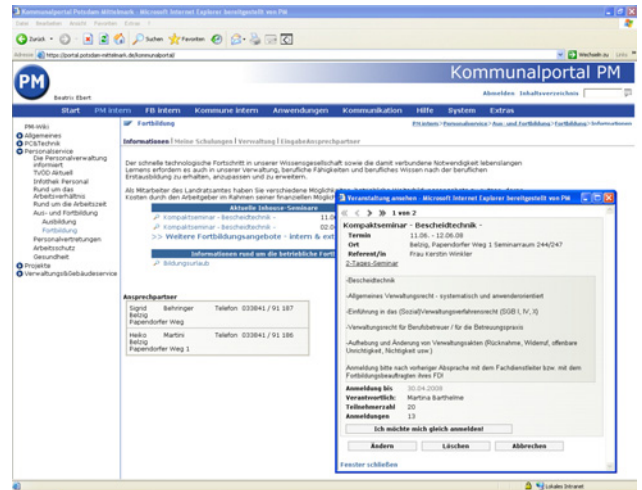 Kommunalportal Potsdam-Mittelmark - Microsoft Internet Explorer bereitgestellt von PM
Datei Bearbeiten Ansicht Favoriten Extras ?
Zurück Suchen Favoriten
Adresse https://portal.potsdam-mittelmark.de/kommunalportal/ Wechseln zu Links
Kommunalportal PM
PM
Beatrix Ebert
Abmelden Inhaltsverzeichnis
Start PM intern FB intern Kommune intern Anwendungen Kommunikation Hilfe System Extras
Fortbildung
PM intern > Personalservice > Aus- und Fortbildung > Fortbildung > Informationen
PM-Wiki
Allgemeines
PC&Technik
Personalservice
Die Personalverwaltung
informiert
TVÖD Aktuell
Infothek Personal
Rund um das
Arbeitsverhältnis
Rund um die Arbeitszeit
Aus- und Fortbildung
Ausbildung
Fortbildung
Personalvertretungen
Arbeitsschutz
Gesundheit
Projekte
Verwaltungs&Gebäudeservice
Informationen | Meine Schulungen | Verwaltung | Eingabe Ansprechpartner
Der schnelle technologische Fortschritt in unserer Wissensgesellschaft sowie die damit verbundene Notwendigkeit lebenslangen
Lernens erfordern es auch in unserer Verwaltung, berufliche Fähigkeiten und berufliches Wissen nach der beruflichen
Erstausbildung zu erhalten, anzupassen und zu erweitern.
Als Mitarbeiter des Landratsamtes haben Sie verschiedene
Kosten durch den Arbeitgeber im Rahmen seiner finanziellen
Aktuelle Inhouse-Seminare
Kompaktseminar - Bescheidtechnik - 11.0
Kompaktseminar - Bescheidtechnik - 02.0
>> Weitere Fortbildungsangebote - intern & ext
Informationen rund um die betriebliche Fort
Bildungsurlaub
Ansprechpartner
Sigrid Behringer Telefon 033841 / 91 187
Belzig
Papendorfer Weg
Heiko Martini Telefon 033841 / 91 186
Belzig
Papendorfer Weg 1
Veranstaltung ansehen - Microsoft Internet Explorer bereitgestellt von PM
1 von 2
Kompaktseminar - Bescheidtechnik -
Termin 11.06. - 12.06.08
Ort Belzig, Papendorfer Weg 1 Seminarraum 244/247
Referent/in Frau Kerstin Winkler
2-Tages-Seminar
-Bescheidtechnik
-Allgemeines Verwaltungsrecht - systematisch und anwenderorientiert
-Einführung in das (Sozial)Verwaltungsverfahrensrecht (SGB I, IV, X)
-Verwaltungsrecht für Berufsbetreuer / für die Betreuungspraxis
-Aufhebung und Änderung von Verwaltungsakten (Rücknahme, Widerruf, offenbare
Unrichtigkeit, Nichtigkeit usw.)
Anmeldung bitte nach vorheriger Absprache mit dem Fachdienstleiter bzw. mit dem
Fortbildungsbeauftragten ihres FD!
Anmeldung bis 30.04.2008
Verantwortlich: Martina Barthelme
Teilnehmerzahl 20
Anmeldungen 13
Ich möchte mich gleich anmelden!
Ändern Löschen Abbrechen
Fenster schließen
Lokales Intranet